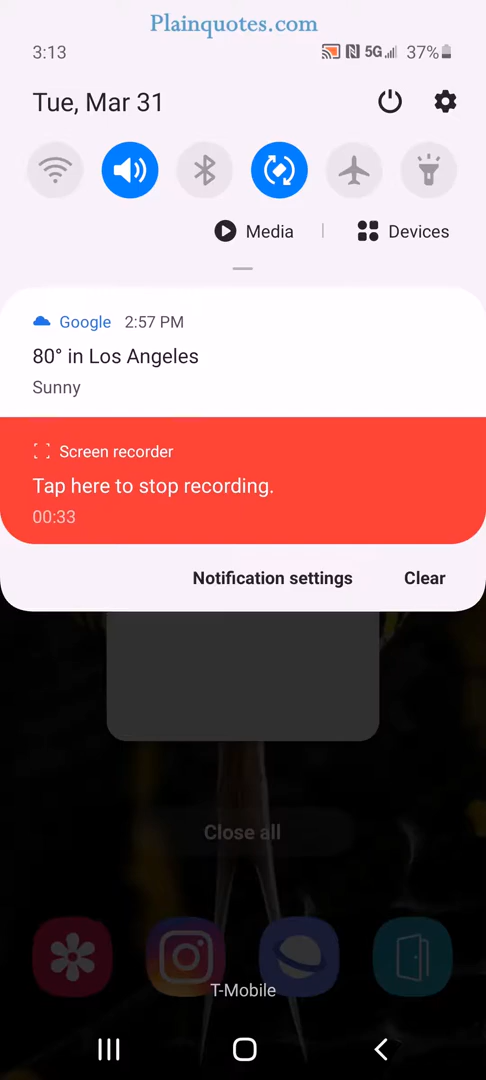 Plainquotes.com
3:13 5G 37%
Tue, Mar 31
Media | Devices
Google 2:57 PM
80° in Los Angeles
Sunny
Screen recorder
Tap here to stop recording.
00:33
Notification settings Clear
Close all
T-Mobile